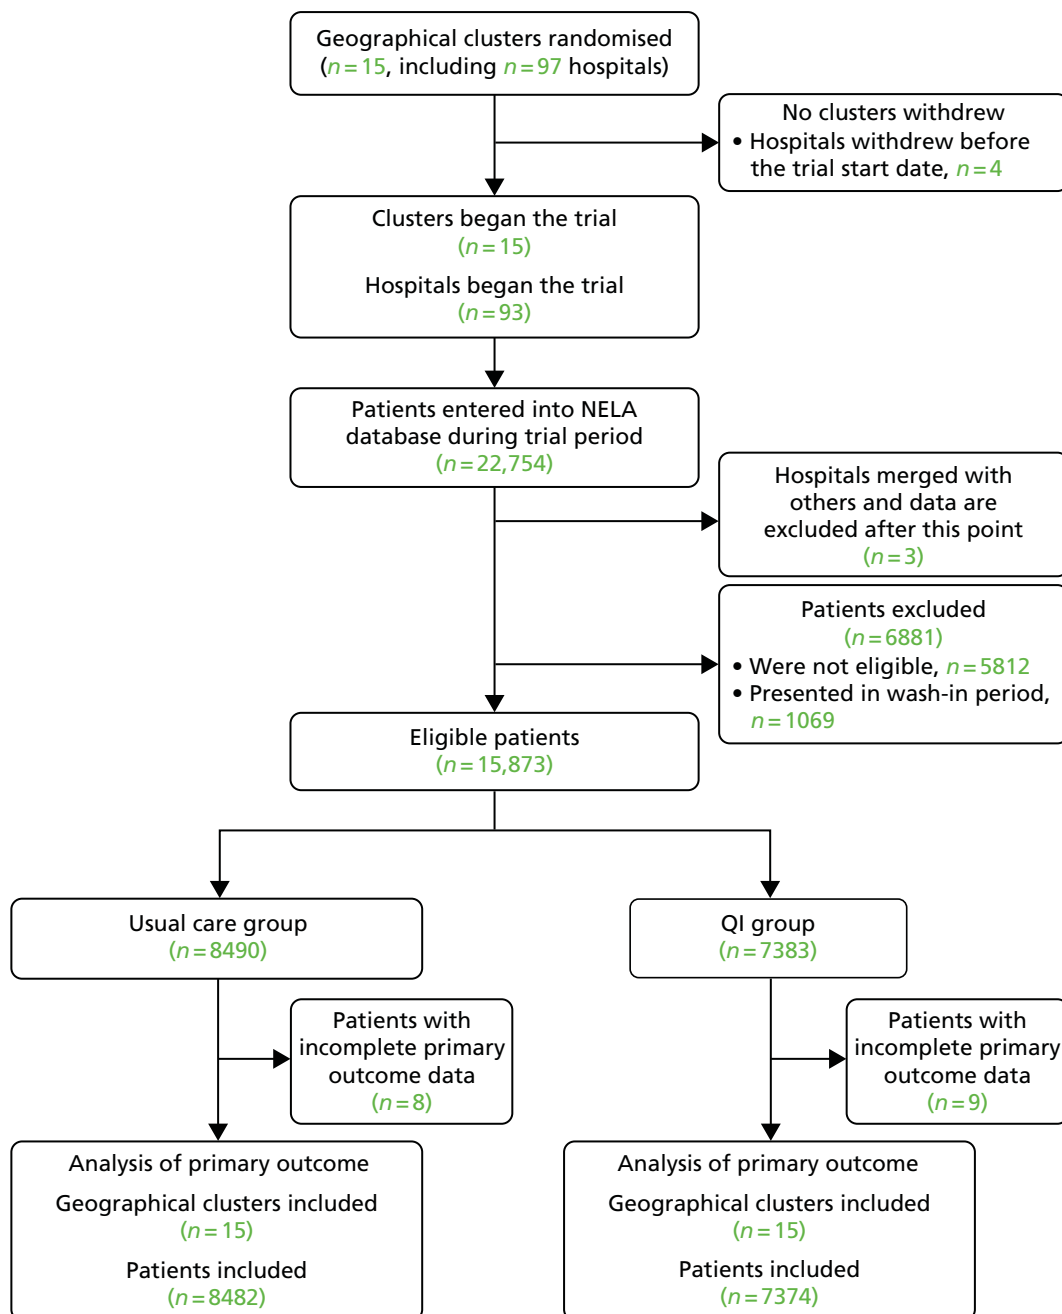 Geographical clusters randomised
(n=15, including n=97 hospitals)
No clusters withdrew
• Hospitals withdrew before
the trial start date, n=4
Clusters began the trial
(n=15)
Hospitals began the trial
(n=93)
Patients entered into NELA
database during trial period
(n=22,754)
Hospitals merged with
others and data are
excluded after this point
(n=3)
Patients excluded
(n=6881)
• Were not eligible, n=5812
• Presented in wash-in period,
n=1069
Eligible patients
(n=15,873)
Usual care group
(n=8490)
QI group
(n=7383)
Patients with
incomplete primary
outcome data
(n=8)
Patients with
incomplete primary
outcome data
(n=9)
Analysis of primary outcome
Geographical clusters included
(n=15)
Patients included
(n=8482)
Analysis of primary outcome
Geographical clusters included
(n=15)
Patients included
(n=7374)